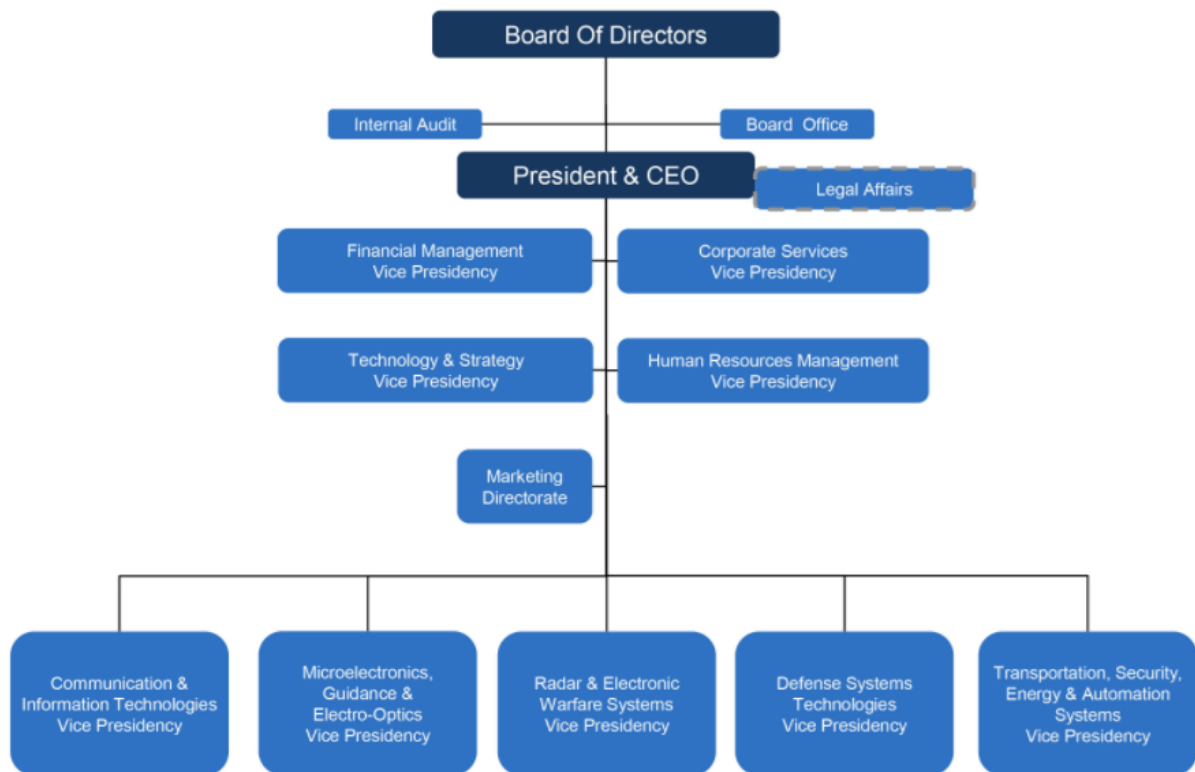 Board Of Directors
Internal Audit
Board Office
President & CEO
Legal Affairs
Financial Management
Vice Presidency
Corporate Services
Vice Presidency
Technology & Strategy
Vice Presidency
Human Resources Management
Vice Presidency
Marketing
Directorate
Communication &
Information Technologies
Vice Presidency
Microelectronics,
Guidance &
Electro-Optics
Vice Presidency
Radar & Electronic
Warfare Systems
Vice Presidency
Defense Systems
Technologies
Vice Presidency
Transportation, Security,
Energy & Automation
Systems
Vice Presidency